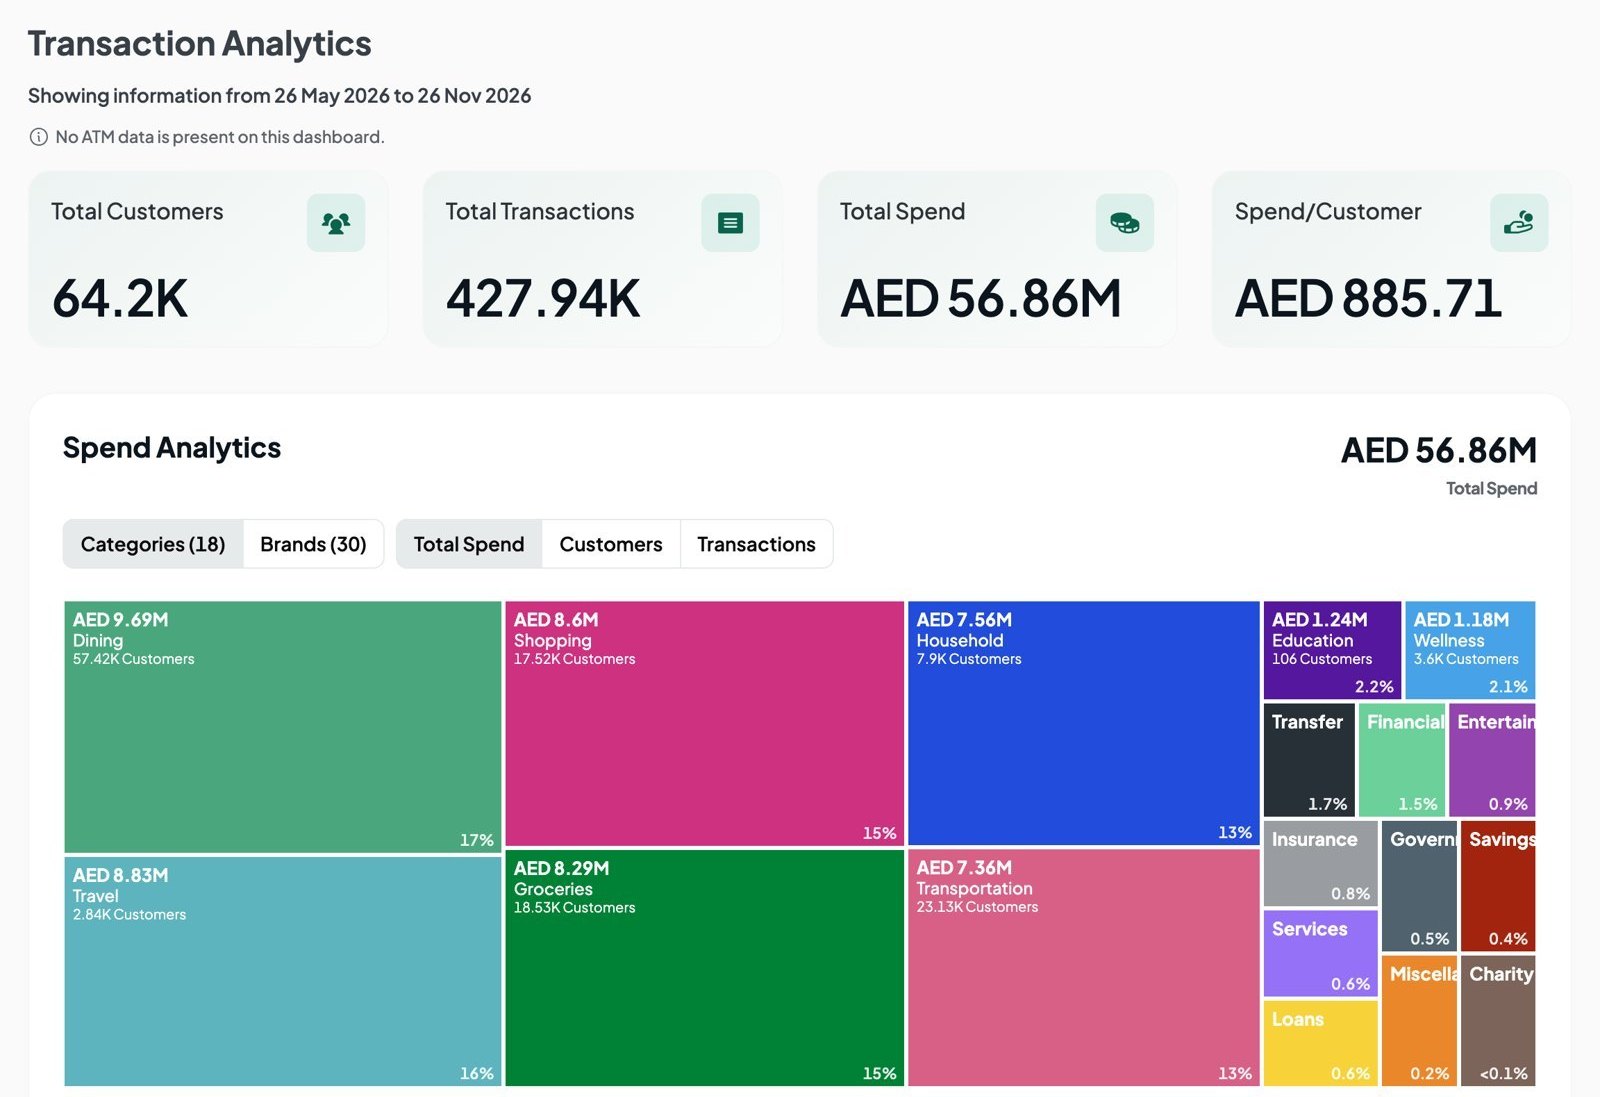 Transaction Analytics
Showing information from 26 May 2026 to 26 Nov 2026
No ATM data is present on this dashboard.
Total Customers
64.2K
Total Transactions
427.94K
Total Spend
AED 56.86M
Spend/Customer
AED 885.71
Spend Analytics
AED 56.86M
Total Spend
Categories (18)
Brands (30)
Total Spend
Customers
Transactions
AED 9.69M
Dining
57.42K Customers
17%
AED 8.83M
Travel
2.84K Customers
16%
AED 8.6M
Shopping
17.52K Customers
15%
AED 8.29M
Groceries
18.53K Customers
15%
AED 7.56M
Household
7.9K Customers
13%
AED 7.36M
Transportation
23.13K Customers
13%
AED 1.24M
Education
106 Customers
2.2%
AED 1.18M
Wellness
3.6K Customers
2.1%
Transfer
1.7%
Financial
1.5%
Entertain
0.9%
Insurance
0.8%
Services
0.6%
Loans
0.6%
Govern
0.5%
Savings
0.4%
Miscella
0.2%
Charity
<0.1%